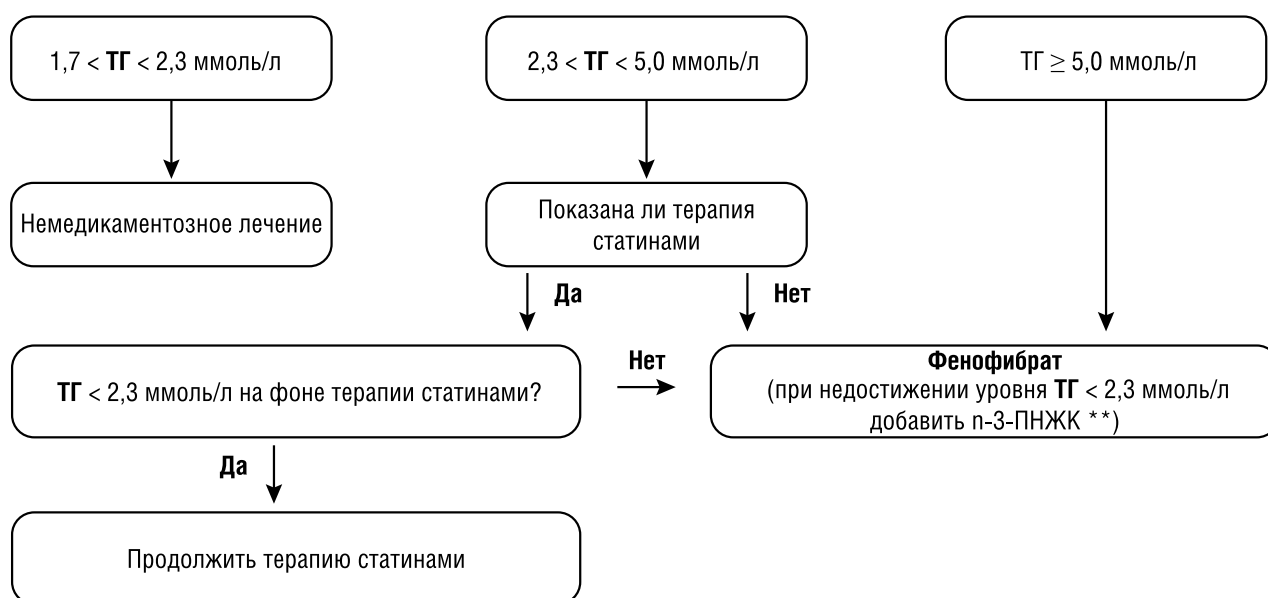 1,7 < ТГ < 2,3 ммоль/л
2,3 < ТГ < 5,0 ммоль/л
ТГ ≥ 5,0 ммоль/л
Немедикаментозное лечение
Показана ли терапия
статинами
Да
Нет
ТГ < 2,3 ммоль/л на фоне терапии статинами?
Нет
Фенофибрат
(при недостижении уровня ТГ < 2,3 ммоль/л
добавить n-3-ПНЖК **)
Да
Продолжить терапию статинами